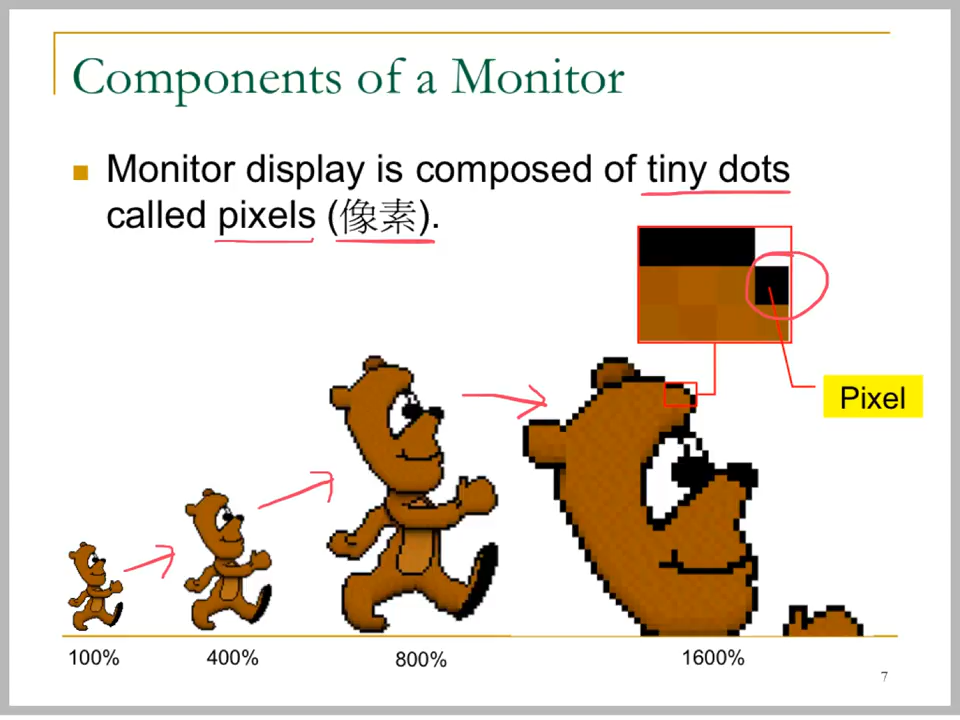 Components of a Monitor
Monitor display is composed of tiny dots
called pixels (像素).
Pixel
100%
400%
800%
1600%
7